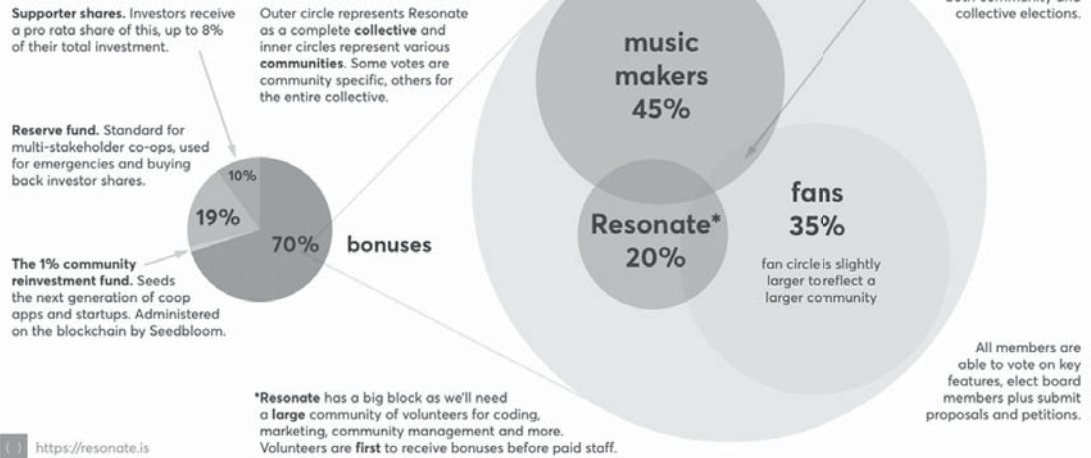 Supporter shares. Investors receive
a pro rata share of this, up to 8%
of their total investment.
Outer circle represents Resonate
as a complete collective and
inner circles represent various
communities. Some votes are
community specific, others for
the entire collective.
collective elections.
music
makers
45%
Reserve fund. Standard for
multi-stakeholder co-ops, used
for emergencies and buying
back investor shares.
10%
19%
70%
bonuses
Resonate*
20%
fans
35%
fan circle is slightly
larger to reflect a
larger community
The 1% community
reinvestment fund. Seeds
the next generation of coop
apps and startups. Administered
on the blockchain by Seedbloom.
All members are
able to vote on key
features, elect board
members plus submit
proposals and petitions.
*Resonate has a big block as we'll need
a large community of volunteers for coding,
marketing, community management and more.
Volunteers are first to receive bonuses before paid staff.
https://resonate.is